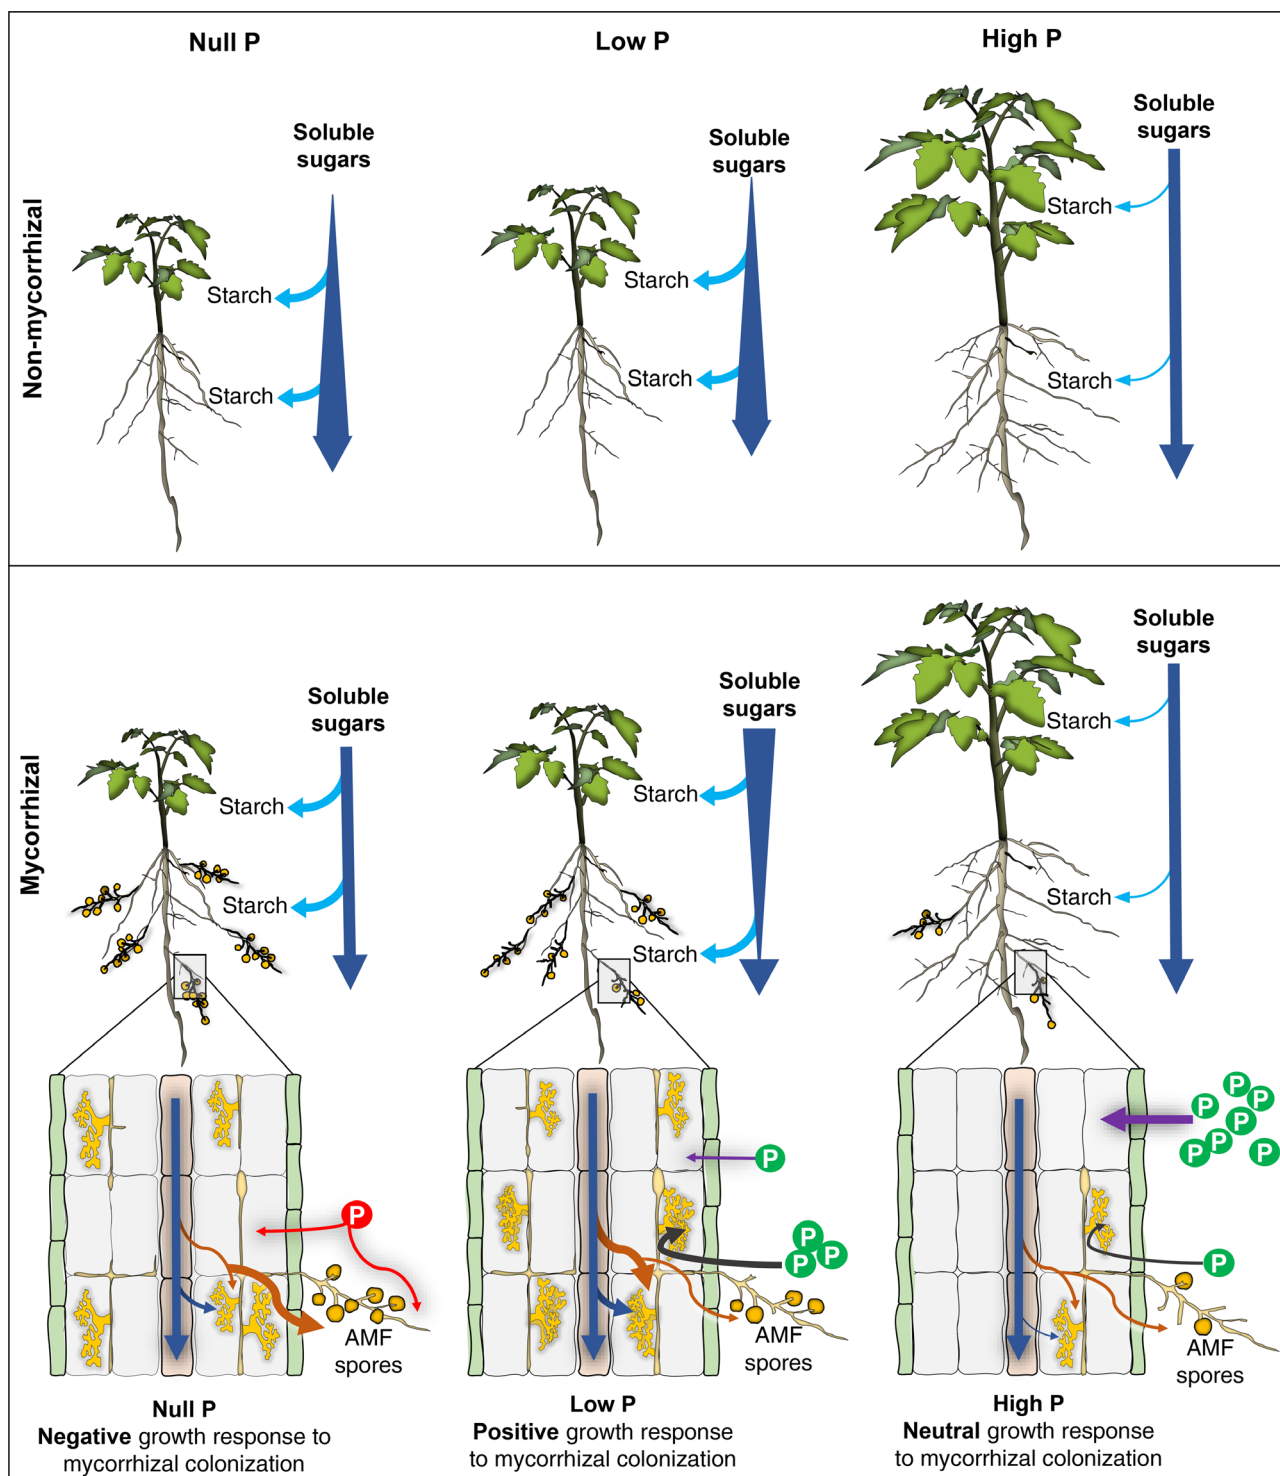 Null P
Low P
High P
Non-mycorrhizal
Soluble
sugars
Starch
Starch
Soluble
sugars
Starch
Starch
Soluble
sugars
Starch
Starch
Mycorrhizal
Soluble
sugars
Starch
Starch
Soluble
sugars
Starch
Starch
Soluble
sugars
Starch
Starch
P
AMF
spores
P
P
P
P
AMF
spores
P
P
P
P
P
P
P
P
AMF
spores
Null P
Negative growth response to
mycorrhizal colonization
Low P
Positive growth response
to mycorrhizal colonization
High P
Neutral growth response
to mycorrhizal colonization